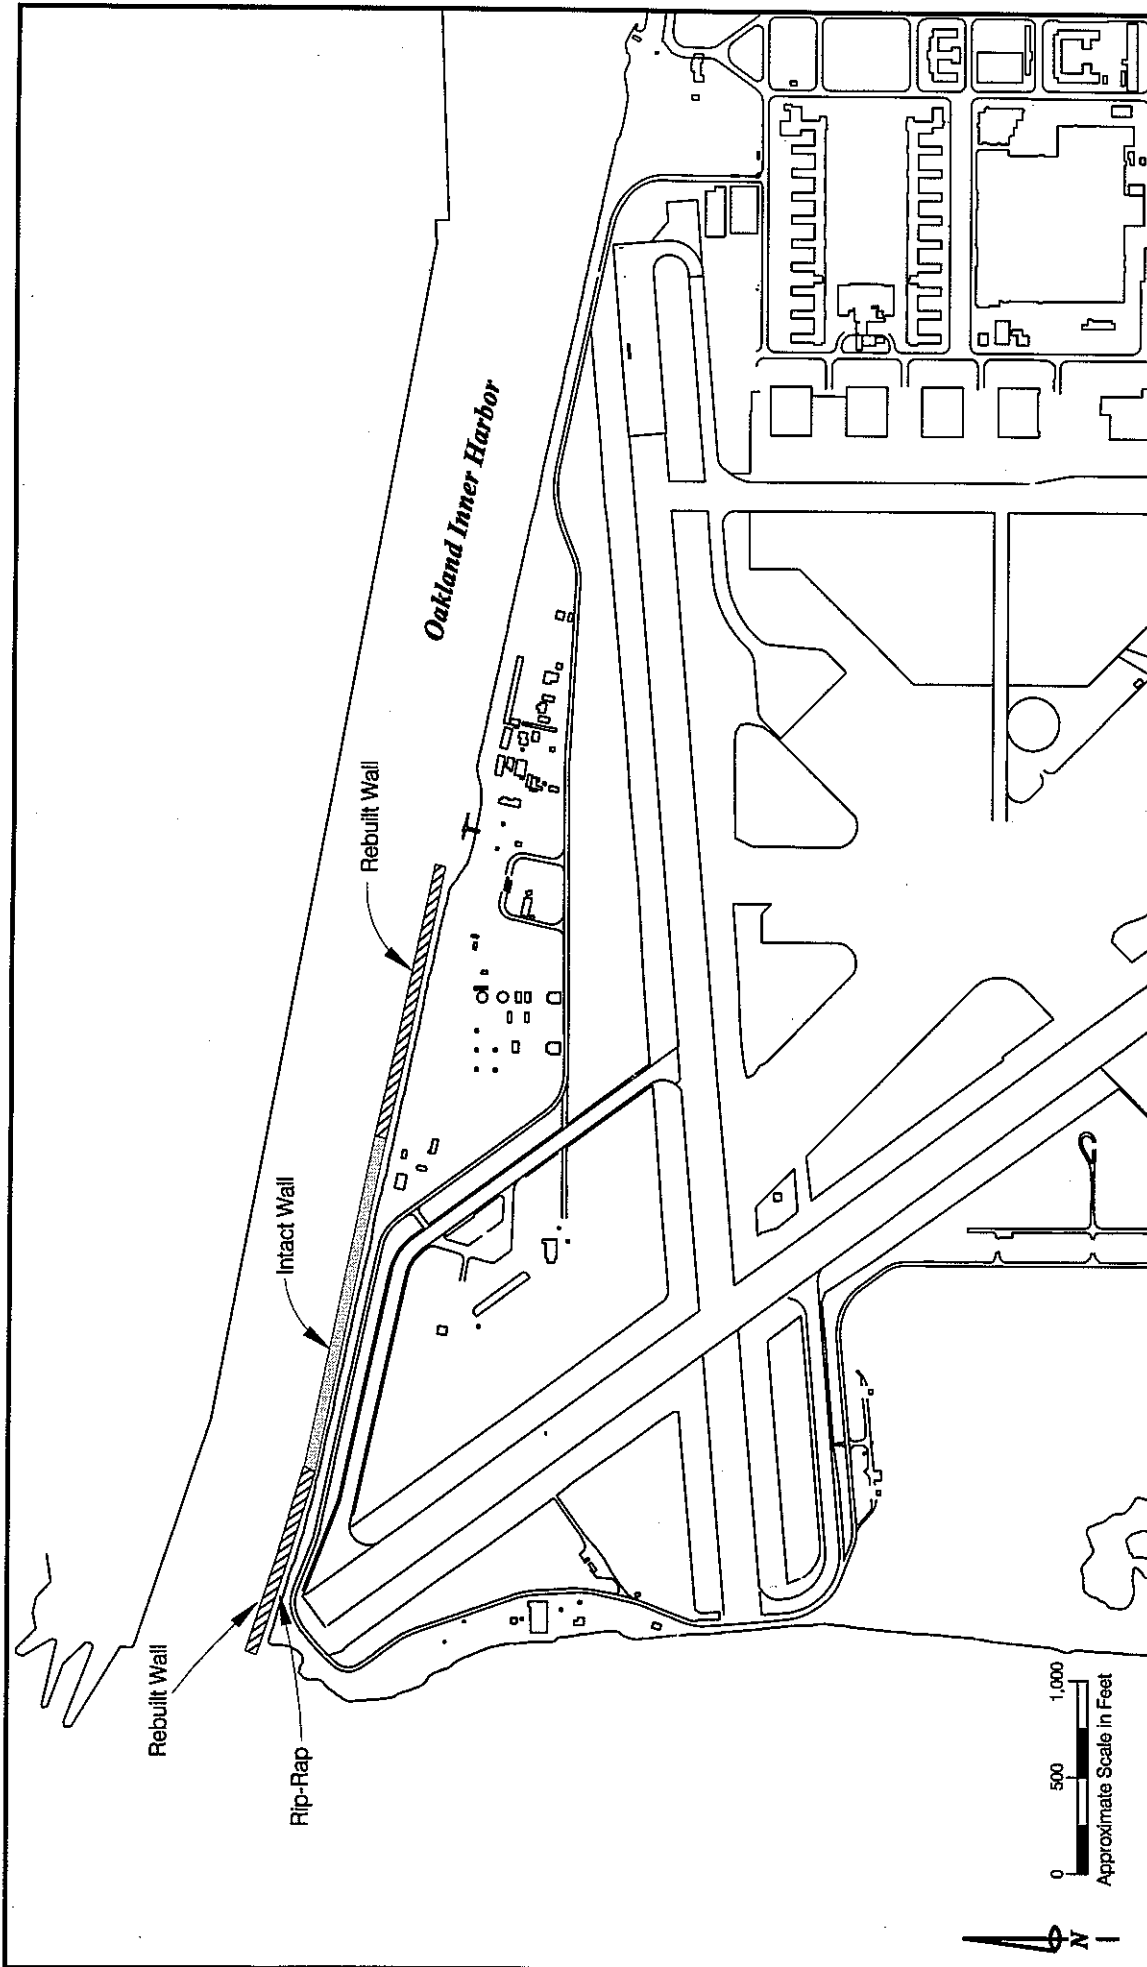 Oakland Inner Harbor
Rebuilt Wall
Intact Wall
Rebuilt Wall
Rip-Rap
0 500 1,000
Approximate Scale in Feet
N